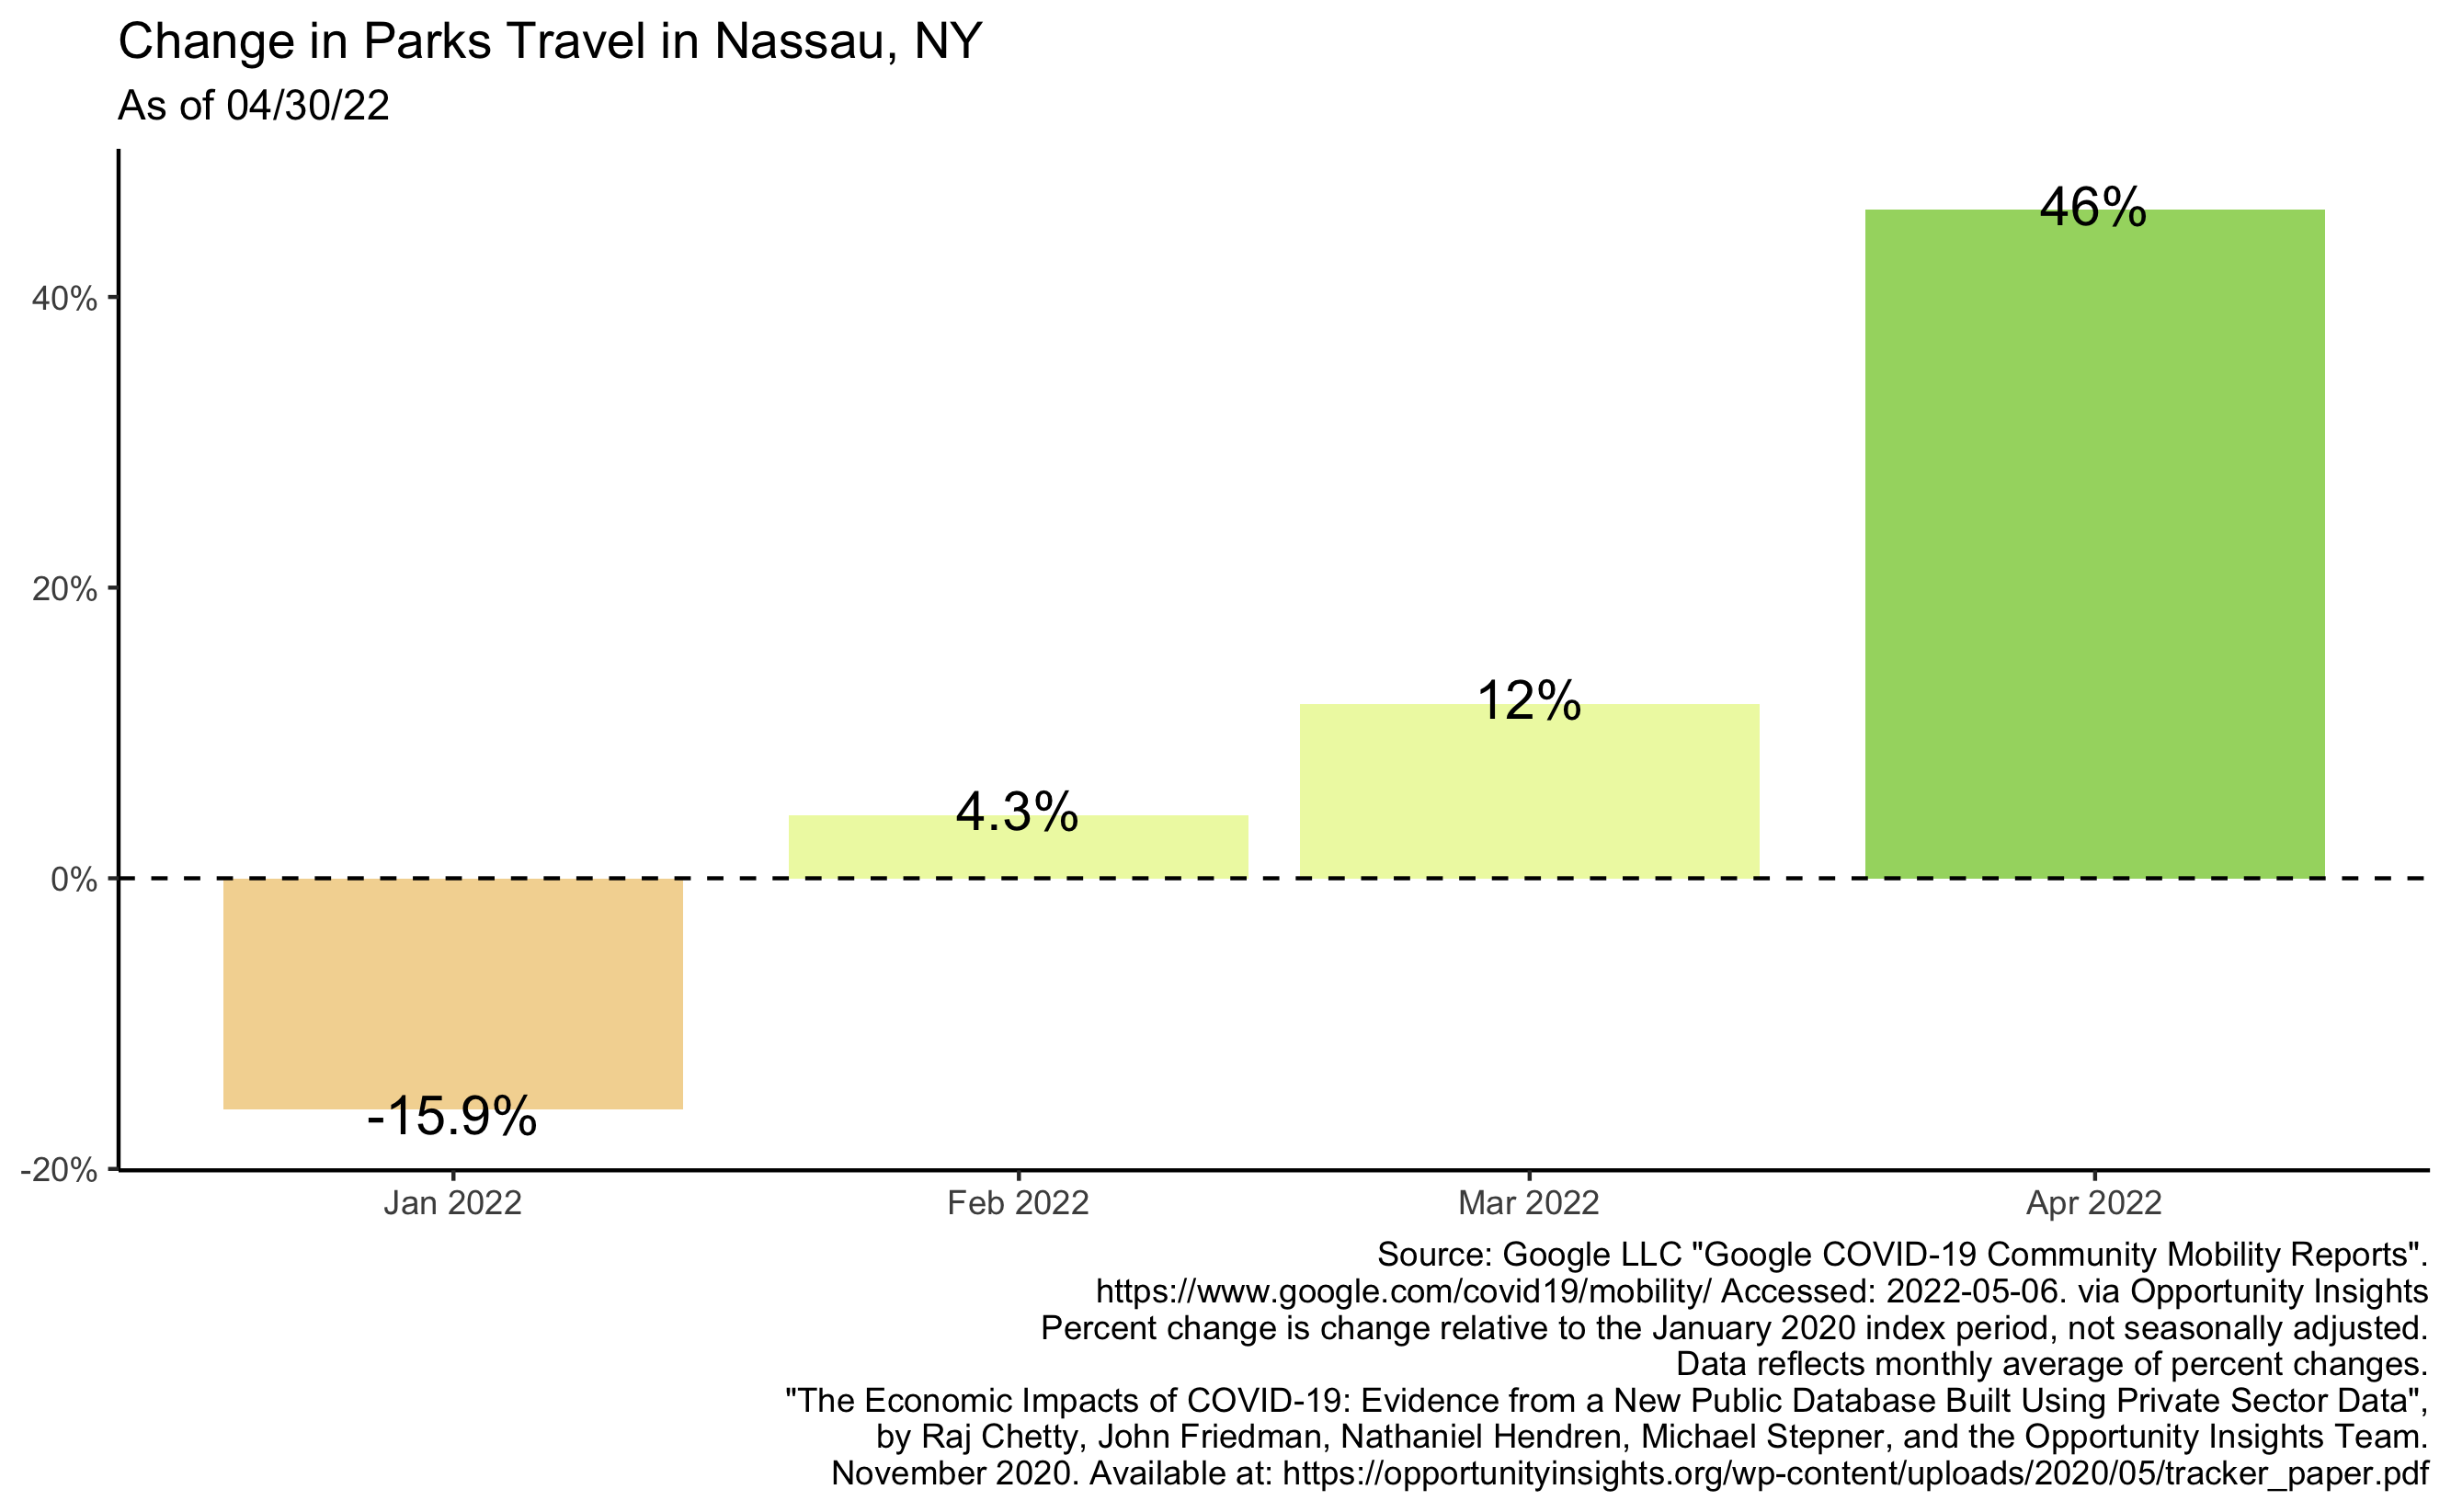 Change in Parks Travel in Nassau, NY
As of 04/30/22
40%
20%
0%
-20%
-15.9%
4.3%
12%
46%
Jan 2022
Feb 2022
Mar 2022
Apr 2022
Source: Google LLC "Google COVID-19 Community Mobility Reports".
https://www.google.com/covid19/mobility/ Accessed: 2022-05-06. via Opportunity Insights
Percent change is change relative to the January 2020 index period, not seasonally adjusted.
Data reflects monthly average of percent changes.
"The Economic Impacts of COVID-19: Evidence from a New Public Database Built Using Private Sector Data",
by Raj Chetty, John Friedman, Nathaniel Hendren, Michael Stepner, and the Opportunity Insights Team.
November 2020. Available at: https://opportunityinsights.org/wp-content/uploads/2020/05/tracker_paper.pdf